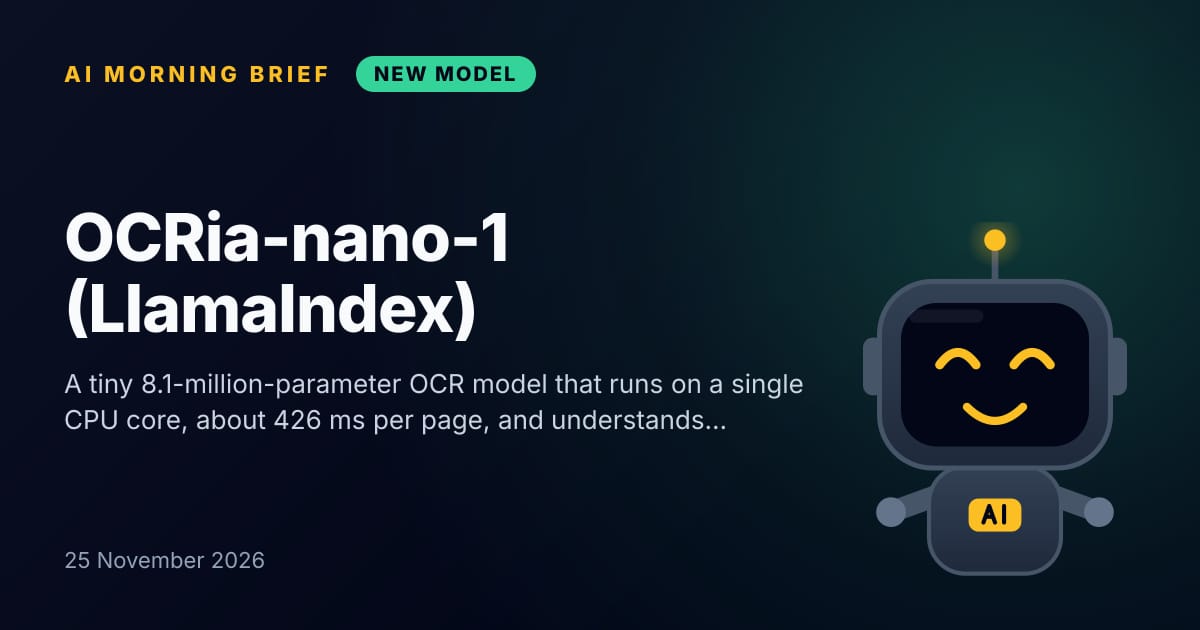 AI MORNING BRIEF
NEW MODEL
OCRia-nano-1
(LlamaIndex)
A tiny 8.1-million-parameter OCR model that runs on a single
CPU core, about 426 ms per page, and understands...
AI
25 November 2026